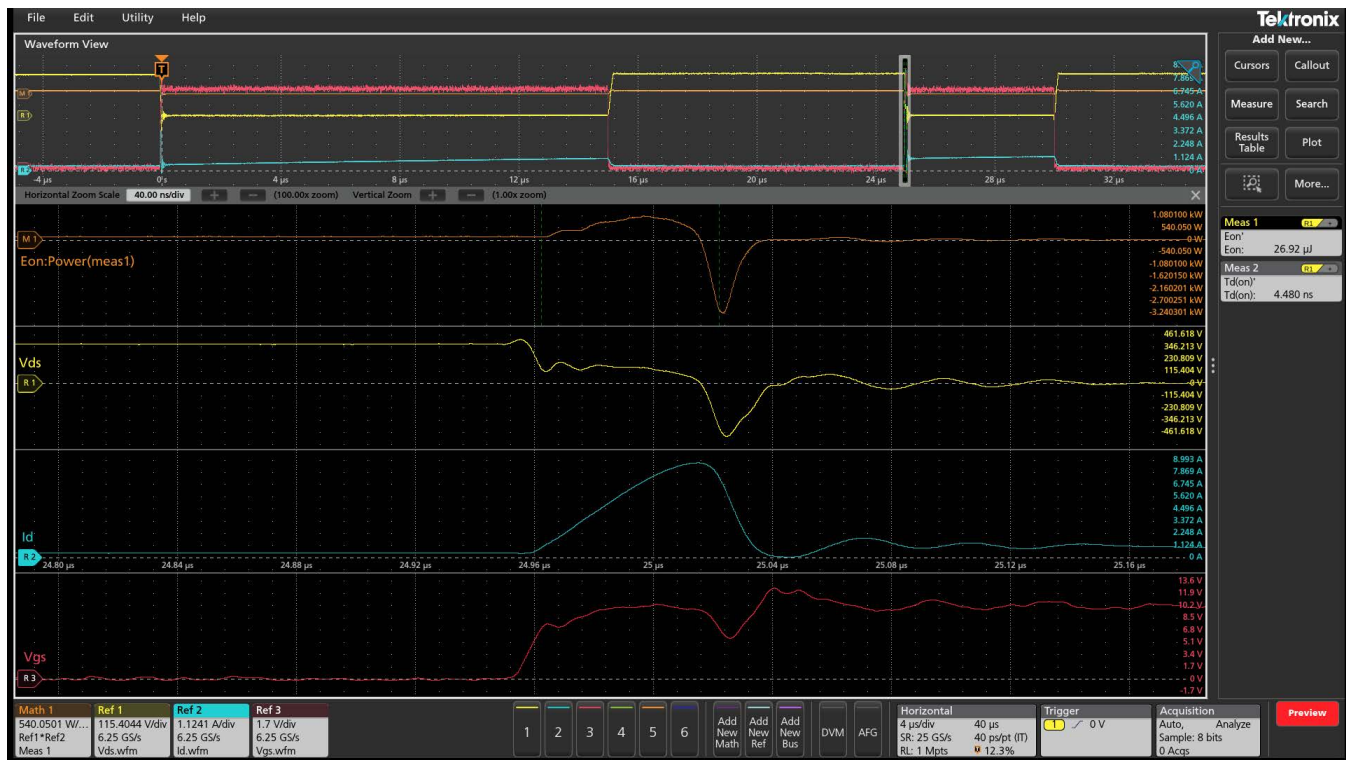 File Edit Utility Help
Tektronix
Waveform View
Add New...
Cursors Callout
Measure Search
Results Table Plot
More...
7.869
6.745 A
5.620 A
4.496 A
3.372 A
2.248 A
1.124 A
0 A
M 1
R 1
R 2
T
-4 µs 0 s 4 µs 8 µs 12 µs 16 µs 20 µs 24 µs 28 µs 32 µs
Horizontal Zoom Scale 40.00 ns/div + − (100.00x zoom) Vertical Zoom + − (1.00x zoom) X
M 1
Eon:Power(meas1)
1.080100 kW
540.050 W
0 W
-540.050 W
-1.080100 kW
-1.620150 kW
-2.160201 kW
-2.700251 kW
-3.240301 kW
Vds
R 1
461.618 V
346.213 V
230.809 V
115.404 V
0 V
-115.404 V
-230.809 V
-346.213 V
-461.618 V
Id
R 2
8.993 A
7.869 A
6.745 A
5.620 A
4.496 A
3.372 A
2.248 A
1.124 A
0 A
24.80 µs 24.84 µs 24.88 µs 24.92 µs 24.96 µs 25 µs 25.04 µs 25.08 µs 25.12 µs 25.16 µs
Vgs
R 3
13.6 V
11.9 V
10.2 V
8.5 V
6.8 V
5.1 V
3.4 V
1.7 V
0 V
-1.7 V
Meas 1 R1
Eon'
Eon: 26.92 µJ
Meas 2 R1
Td(on)'
Td(on): 4.480 ns
Math 1
540.0501 W/...
Ref1*Ref2
Meas 1
Ref 1
115.4044 V/div
6.25 GS/s
Vds.wfm
Ref 2
1.1241 A/div
6.25 GS/s
Id.wfm
Ref 3
1.7 V/div
6.25 GS/s
Vgs.wfm
1 2 3 4 5 6
Add New Math
Add New Ref
Add New Bus
DVM
AFG
Horizontal
4 µs/div 40 µs
SR: 25 GS/s 40 ps/pt (IT)
RL: 1 Mpts 12.3%
Trigger
1 0 V
Acquisition
Auto, Analyze
Sample: 8 bits
0 Acqs
Preview